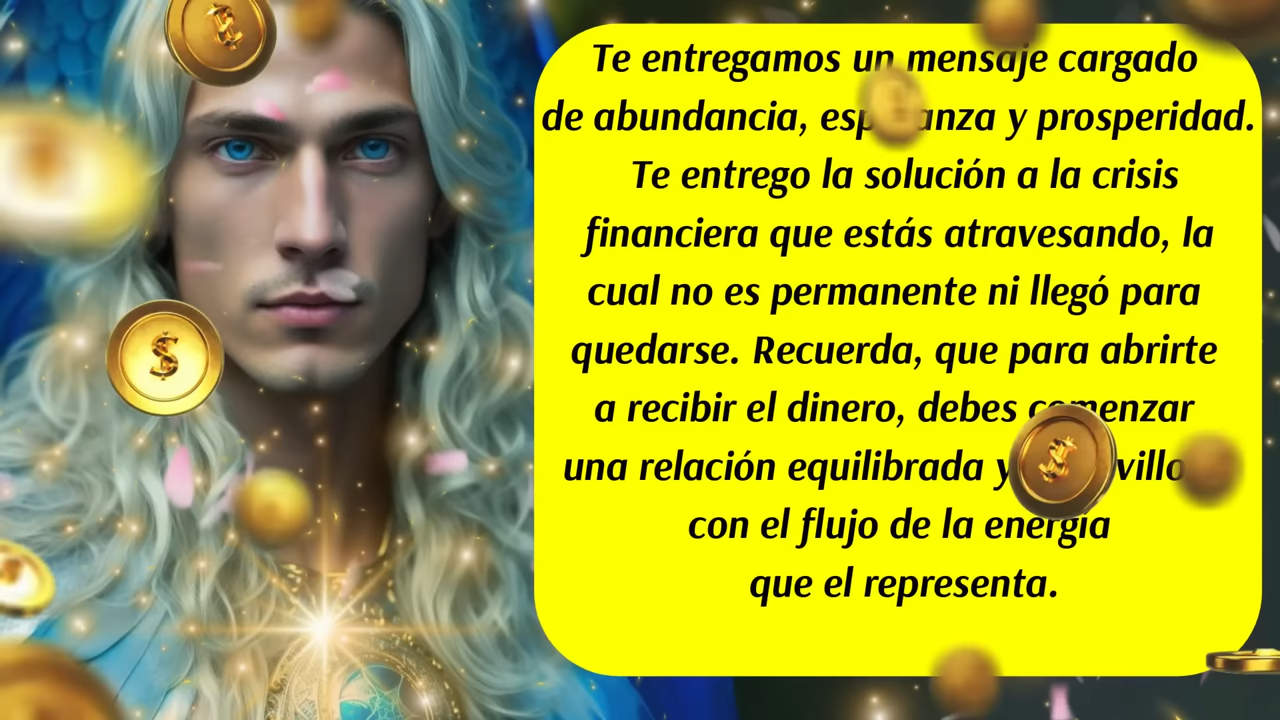 Te entregamos un mensaje cargado
de abundancia, esperanza y prosperidad.
Te entrego la solución a la crisis
financiera que estás atravesando, la
cual no es permanente ni llegó para
quedarse. Recuerda, que para abrirte
a recibir el dinero, debes comenzar
una relación equilibrada y
con el flujo de la energía
que el representa.